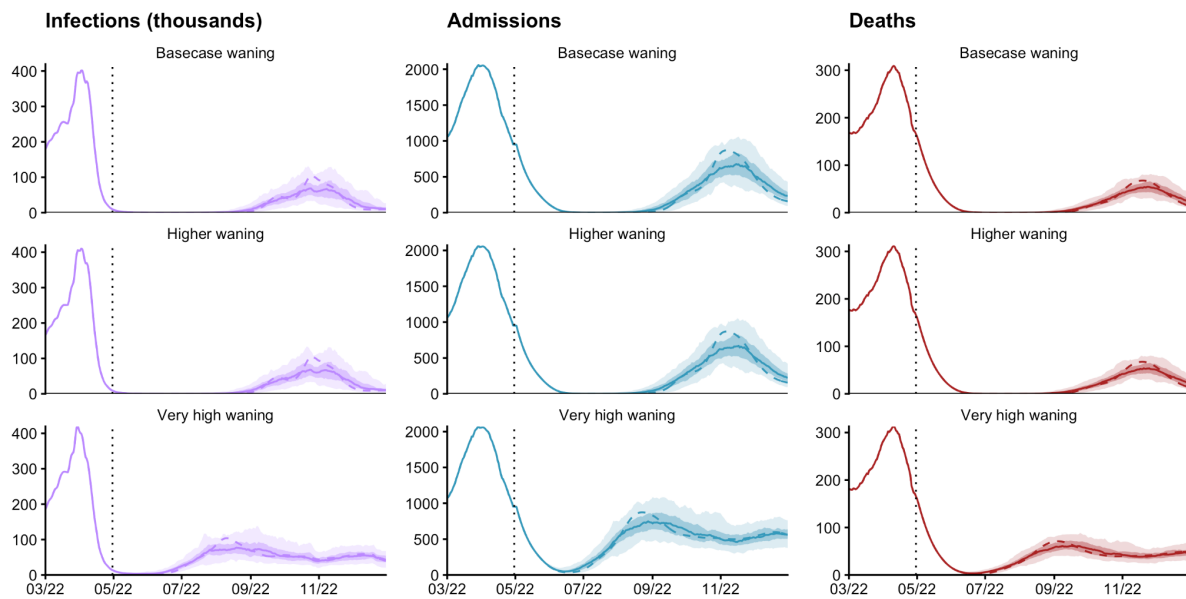 Infections (thousands) Admissions Deaths
Basecase waning Basecase waning Basecase waning
400 2000 300
300 1500 200
200 1000 100
100 500
0 0 0
Higher waning Higher waning Higher waning
400 2000 300
300 1500 200
200 1000 100
100 500
0 0 0
Very high waning Very high waning Very high waning
400 2000 300
300 1500 200
200 1000 100
100 500
0 0 0
03/22 05/22 07/22 09/22 11/22 03/22 05/22 07/22 09/22 11/22 03/22 05/22 07/22 09/22 11/22